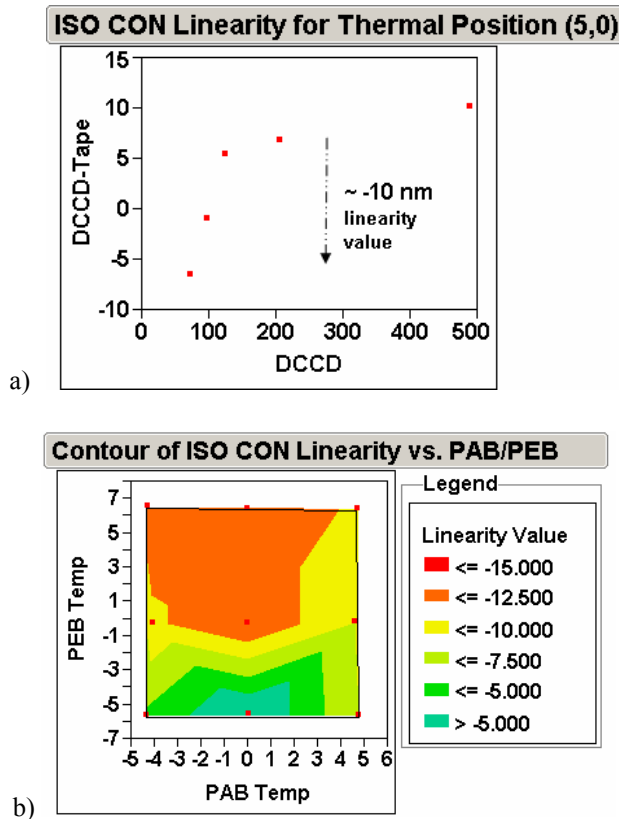 ISO CON Linearity for Thermal Position (5,0)
15
10
5
0
-5
-10
DCCD-Tape
~ -10 nm
linearity
value
0 100 200 300 400 500
DCCD
a)
Contour of ISO CON Linearity vs. PAB/PEB
7
5
3
1
-1
-3
-5
-7
PEB Temp
-5 -4 -3 -2 -1 0 1 2 3 4 5 6
PAB Temp
Legend
Linearity Value
<= -15.000
<= -12.500
<= -10.000
<= -7.500
<= -5.000
> -5.000
b)